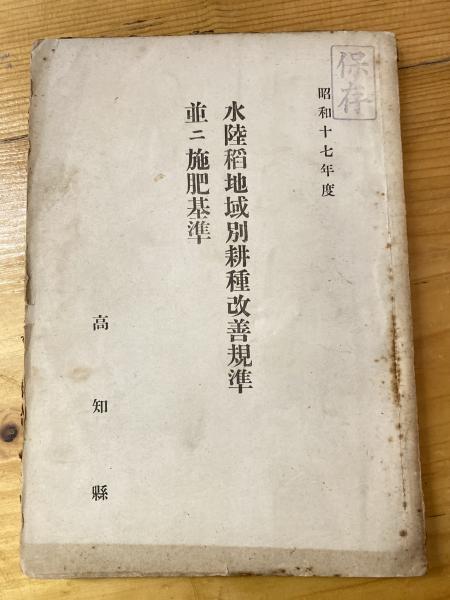 保存
昭和十七年度
水陸稻地域別耕種改善規準
並ニ施肥基準
高知縣